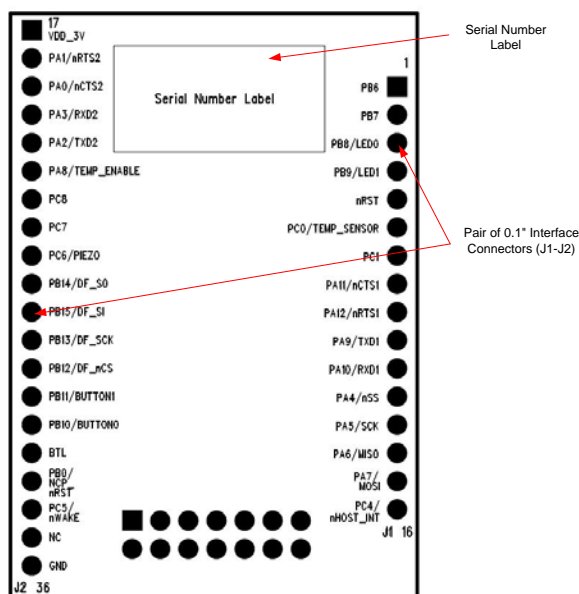 17
VDD_3V
PA1/nRTS2
PA0/nCTS2
PA3/RXD2
PA2/TXD2
PA8/TEMP_ENABLE
PC8
PC7
PC6/PIEZO
PB14/DF_SO
PB15/DF_SI
PB13/DF_SCK
PB12/DF_nCS
PB11/BUTTON1
PB10/BUTTON0
BTL
PB0/
NCP_
nRST
PC5/
nWAKE
NC
GND
J2 36
Serial Number Label
1
PB6
PB7
PB8/LED0
PB9/LED1
nRST
PC0/TEMP_SENSOR
PC1
PA11/nCTS1
PA12/nRTS1
PA9/TXD1
PA10/RXD1
PA4/nSS
PA5/SCK
PA6/MISO
PA7/
MOSI
PC4/
nHOST_INT
J1 16
Serial Number
Label
Pair of 0.1" Interface
Connectors (J1-J2)